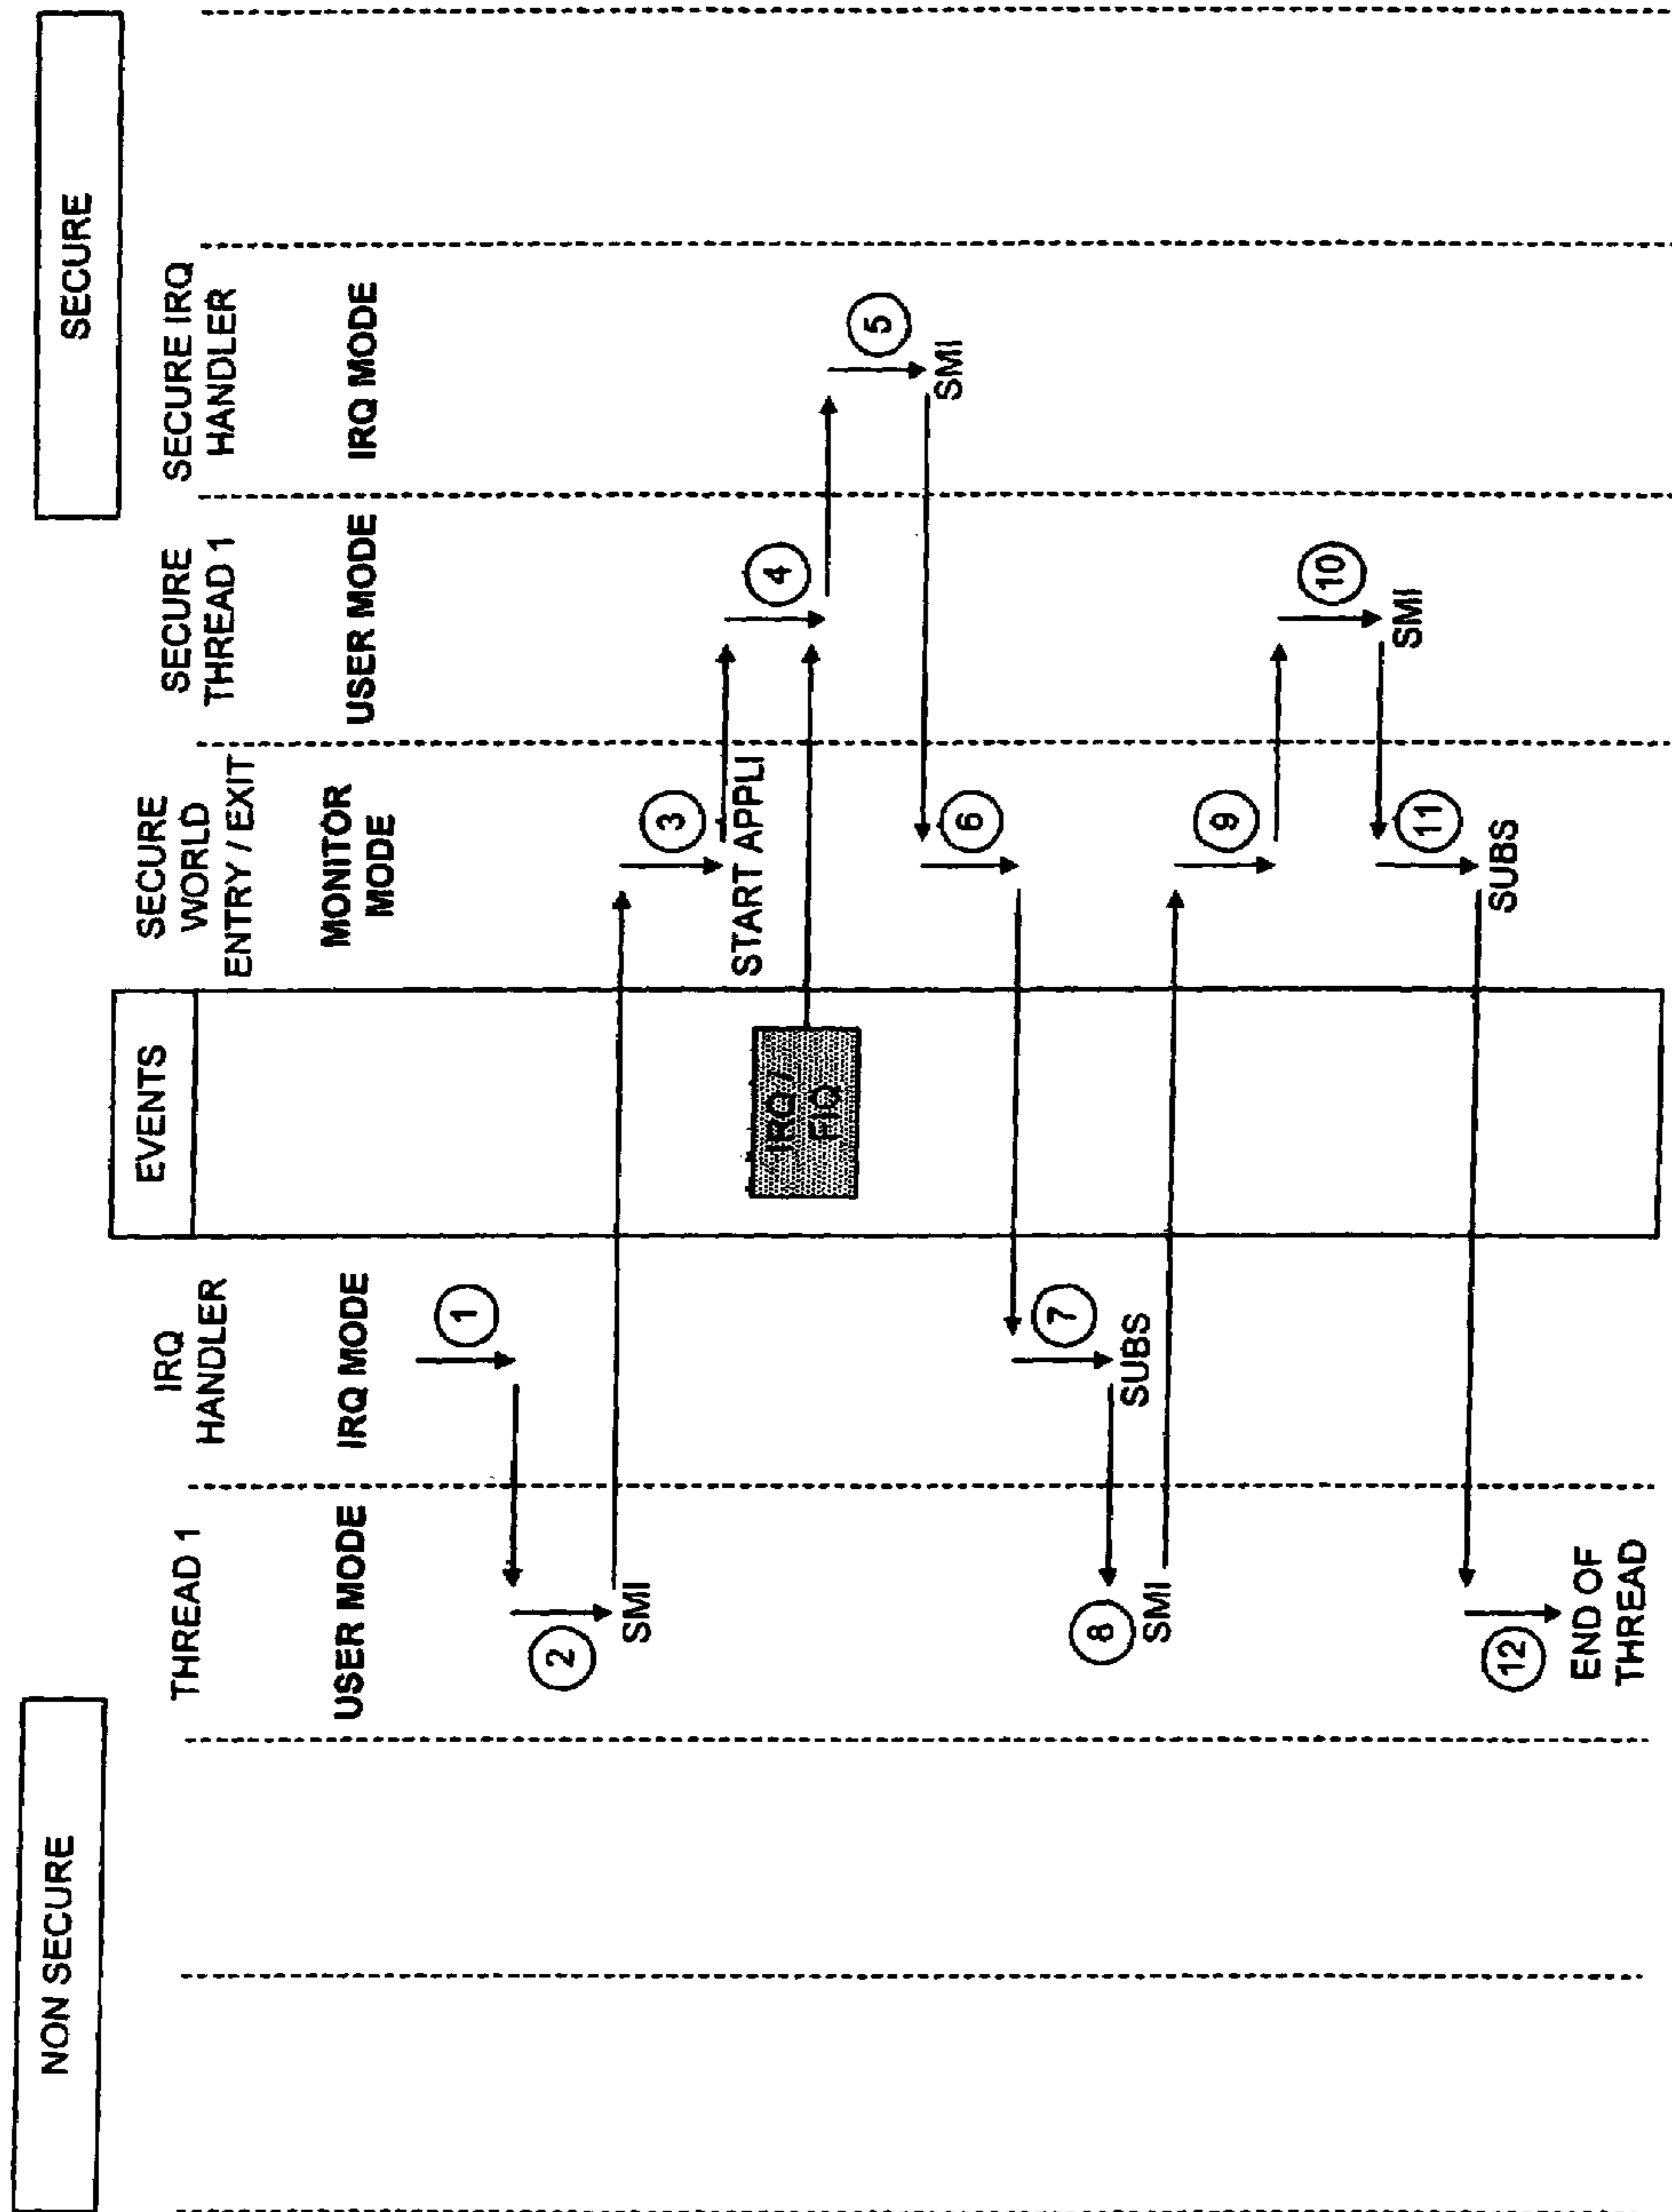 NON SECURE
EVENTS
SECURE
THREAD 1
IRQ
HANDLER
SECURE
WORLD
ENTRY / EXIT
SECURE
THREAD 1
SECURE IRQ
HANDLER
USER MODE
IRQ MODE
MONITOR
MODE
USER MODE
IRQ MODE
1
2
SMI
3
START APPLI
IRQ /
FIQ
4
5
SMI
6
7
SUBS
8
SMI
9
10
SMI
11
SUBS
12
END OF
THREAD